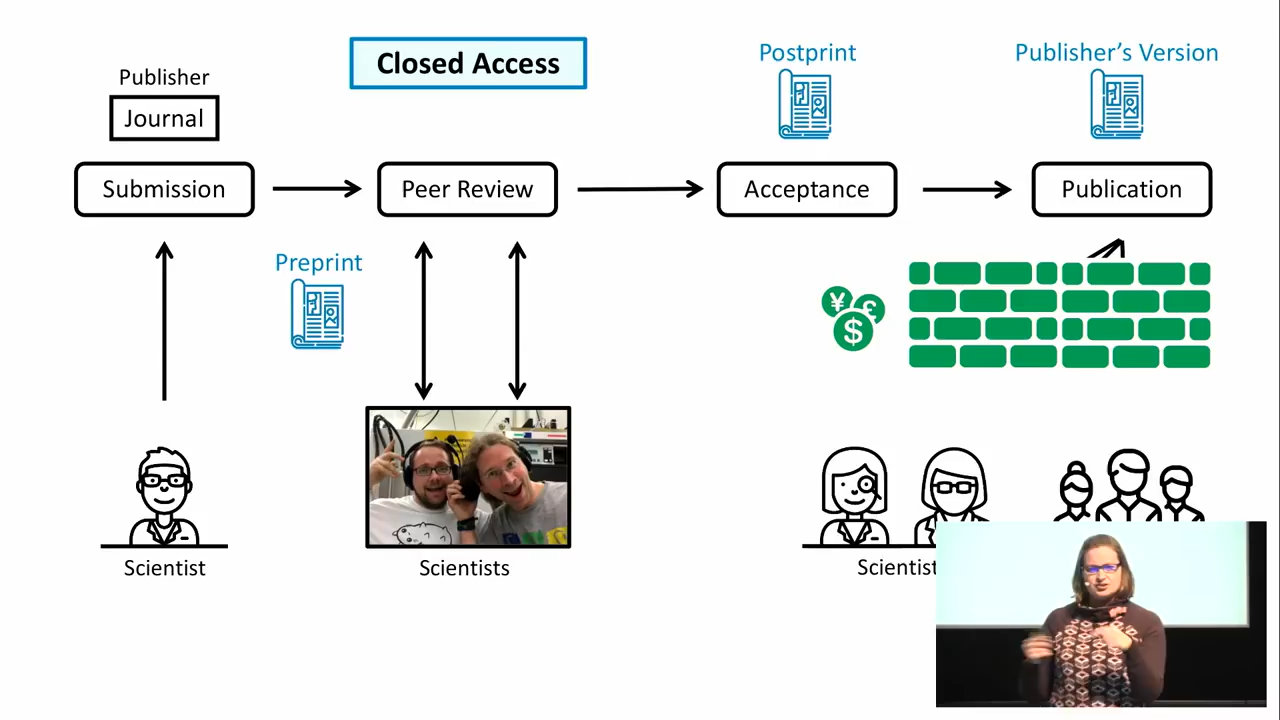 Closed Access
Postprint
Publisher's Version
Publisher
Journal
Submission
Peer Review
Acceptance
Publication
Preprint
¥
£
$
Scientist
Scientists
Scientist